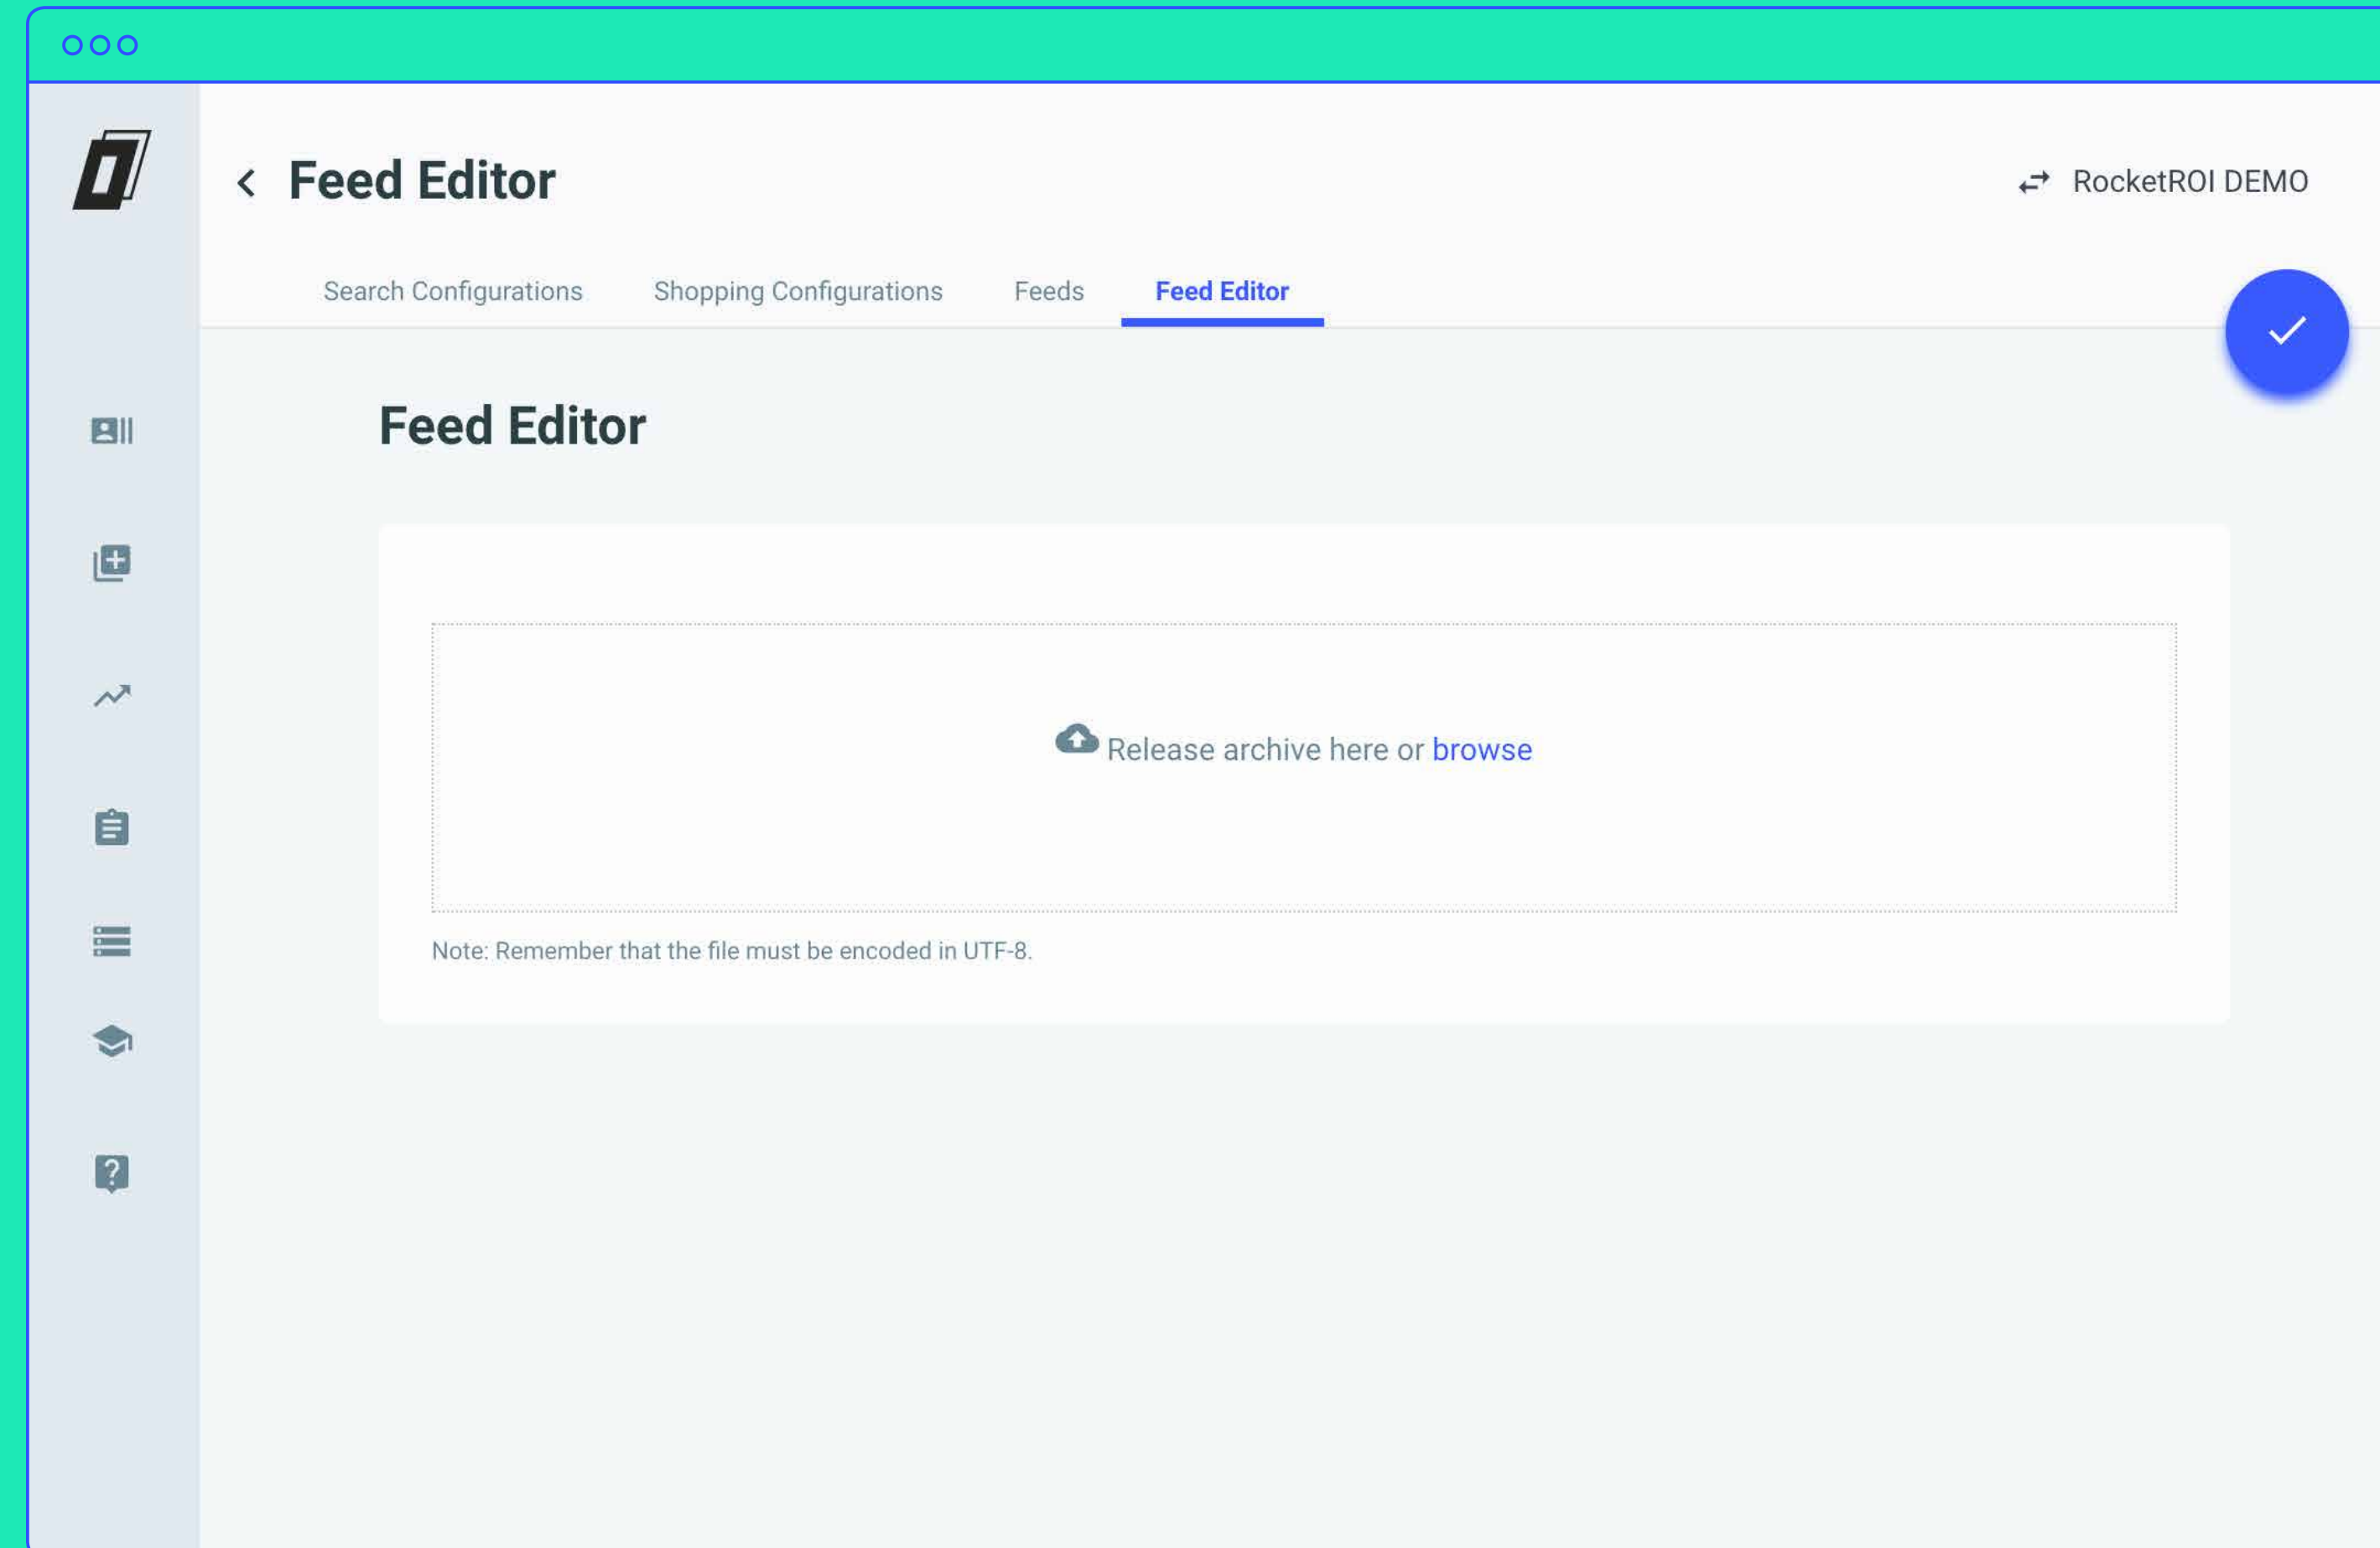 Feed Editor
RocketROI DEMO
Search Configurations Shopping Configurations Feeds Feed Editor
Feed Editor
Release archive here or browse
Note: Remember that the file must be encoded in UTF-8.